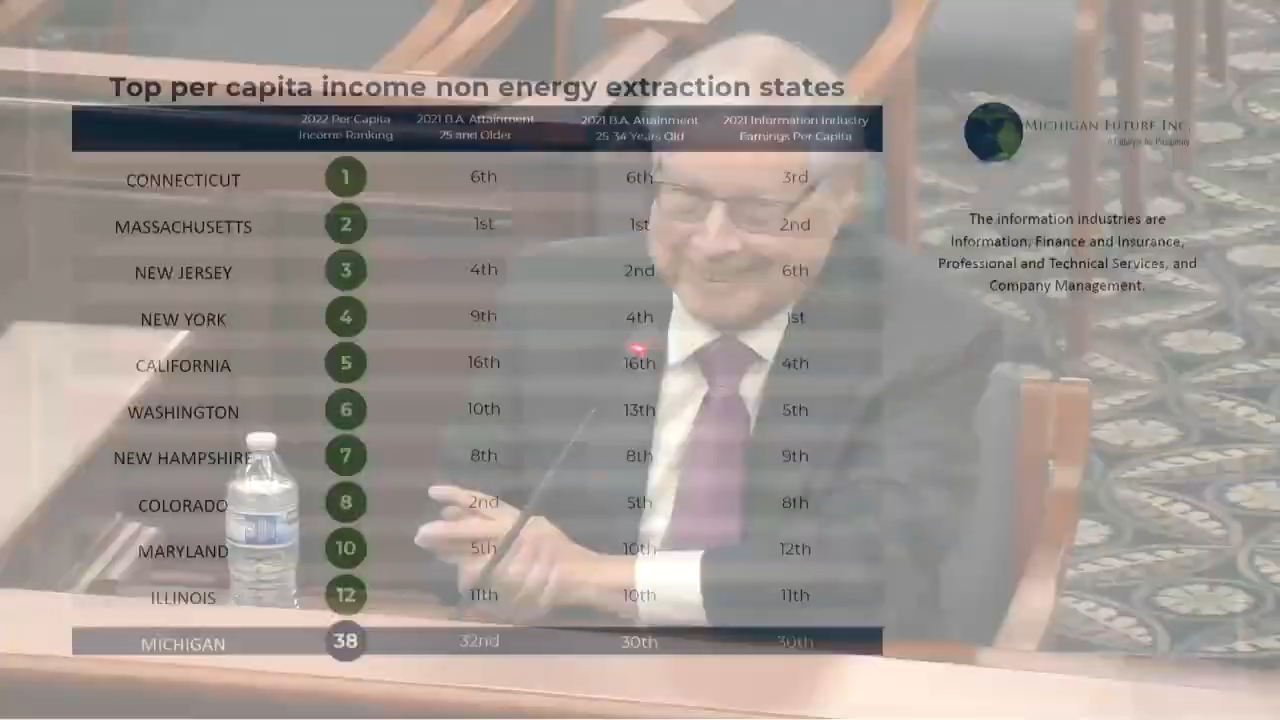 Top per capita income non energy extraction states
2022 Per Capita Income Ranking 2021 B.A. Attainment 25 and Older 2021 B.A. Attainment 25-34 Years Old 2021 Information Industry Earnings Per Capita
CONNECTICUT 1 6th 6th 3rd
MASSACHUSETTS 2 1st 1st 2nd
NEW JERSEY 3 4th 2nd 6th
NEW YORK 4 9th 4th 1st
CALIFORNIA 5 16th 16th 4th
WASHINGTON 6 10th 13th 5th
NEW HAMPSHIRE 7 8th 8th 9th
COLORADO 8 2nd 5th 8th
MARYLAND 10 5th 10th 12th
ILLINOIS 12 11th 10th 11th
MICHIGAN 38 32nd 30th 30th
MICHIGAN FUTURE INC.
A Catalyst for Prosperity
The information industries are
Information, Finance and Insurance,
Professional and Technical Services, and
Company Management.